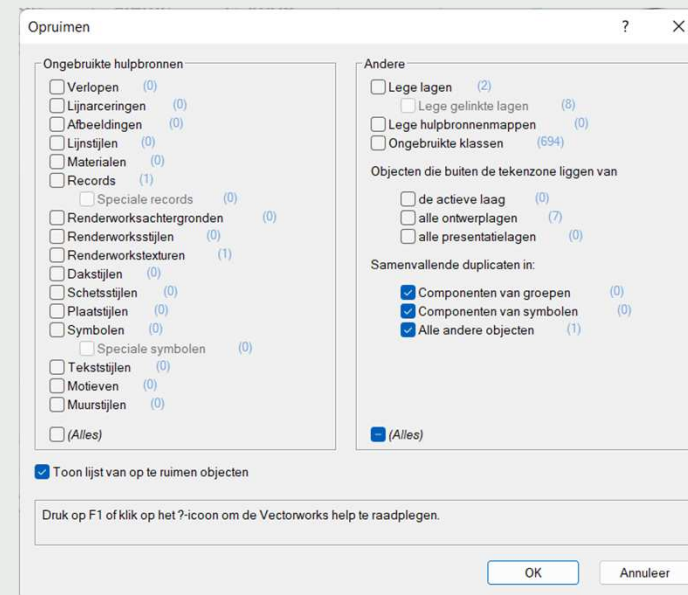 Opruimen ? ×
Ongebruikte hulpbronnen
Verlopen (0)
Lijnarceringen (0)
Afbeeldingen (0)
Lijnstijlen (0)
Materialen (0)
Records (1)
Speciale records (0)
Renderworksachtergronden (0)
Renderworksstijlen (0)
Renderworkstexturen (1)
Dakstijlen (0)
Schetsstijlen (0)
Plaatstijlen (0)
Symbolen (0)
Speciale symbolen (0)
Tekststijlen (0)
Motieven (0)
Muurstijlen (0)
(Alles)
Andere
Lege lagen (2)
Lege gelinkte lagen (8)
Lege hulpbronnenmappen (0)
Ongebruikte klassen (694)
Objecten die buiten de tekenzone liggen van
de actieve laag (0)
alle ontwerplagen (7)
alle presentatielagen (0)
Samenvallende duplicaten in:
Componenten van groepen (0)
Componenten van symbolen (0)
Alle andere objecten (1)
(Alles)
Toon lijst van op te ruimen objecten
Druk op F1 of klik op het ?-icoon om de Vectorworks help te raadplegen.
OK Annuleer